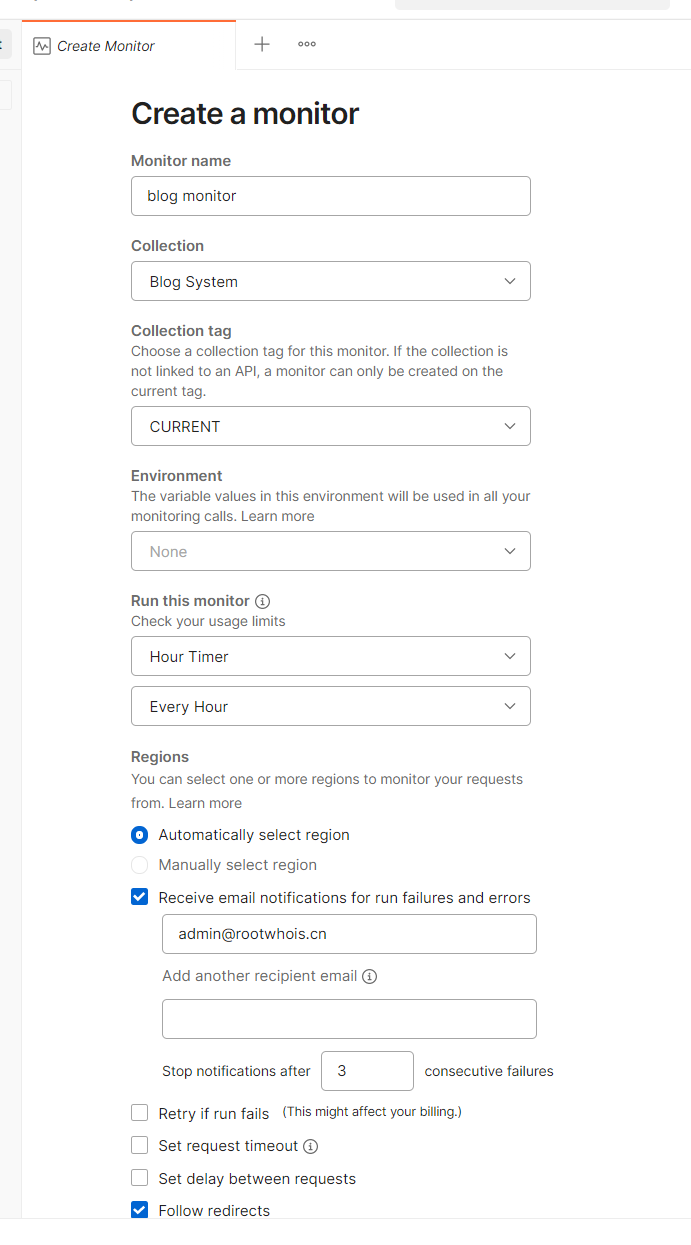 Create Monitor
Create a monitor
Monitor name
blog monitor
Collection
Blog System
Collection tag
Choose a collection tag for this monitor. If the collection is
not linked to an API, a monitor can only be created on the
current tag.
CURRENT
Environment
The variable values in this environment will be used in all your
monitoring calls. Learn more
None
Run this monitor
Check your usage limits
Hour Timer
Every Hour
Regions
You can select one or more regions to monitor your requests
from. Learn more
Automatically select region
Manually select region
Receive email notifications for run failures and errors
admin@rootwhois.cn
Add another recipient email
Stop notifications after 3 consecutive failures
Retry if run fails (This might affect your billing.)
Set request timeout
Set delay between requests
Follow redirects